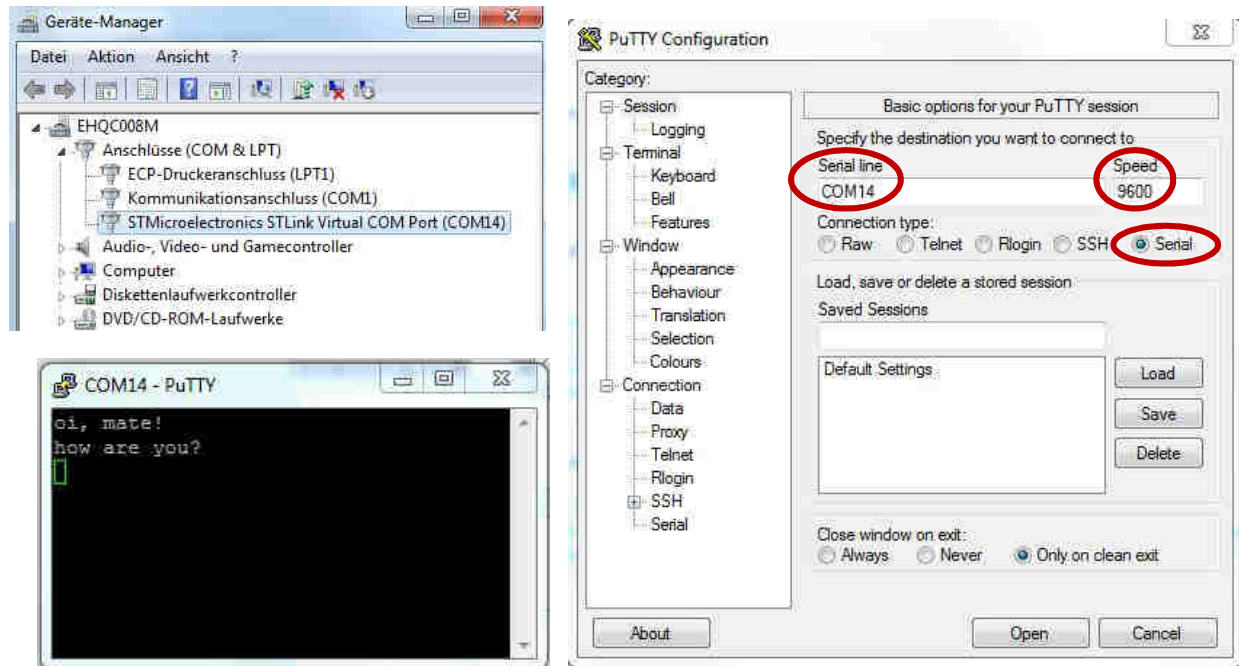 Geräte-Manager
Datei Aktion Ansicht ?
EHQC008M
Anschlüsse (COM & LPT)
ECP-Druckeranschluss (LPT1)
Kommunikationsanschluss (COM1)
STMicroelectronics STLink Virtual COM Port (COM14)
Audio-, Video- und Gamecontroller
Computer
Diskettenlaufwerkcontroller
DVD/CD-ROM-Laufwerke
COM14 - PuTTY
oi, mate!
how are you?
PuTTY Configuration
Category:
Session
Logging
Terminal
Keyboard
Bell
Features
Window
Appearance
Behaviour
Translation
Selection
Colours
Connection
Data
Proxy
Telnet
Rlogin
SSH
Serial
Basic options for your PuTTY session
Specify the destination you want to connect to
Serial line Speed
COM14 9600
Connection type:
Raw Telnet Rlogin SSH Serial
Load, save or delete a stored session
Saved Sessions
Default Settings
Load
Save
Delete
Close window on exit:
Always Never Only on clean exit
About Open Cancel